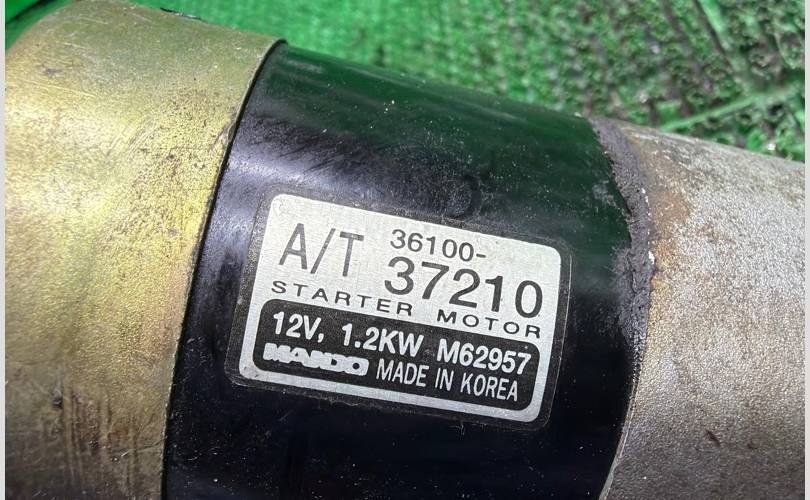 A/T 36100-
37210
STARTER MOTOR
12V, 1.2KW M62957
MANDO MADE IN KOREA